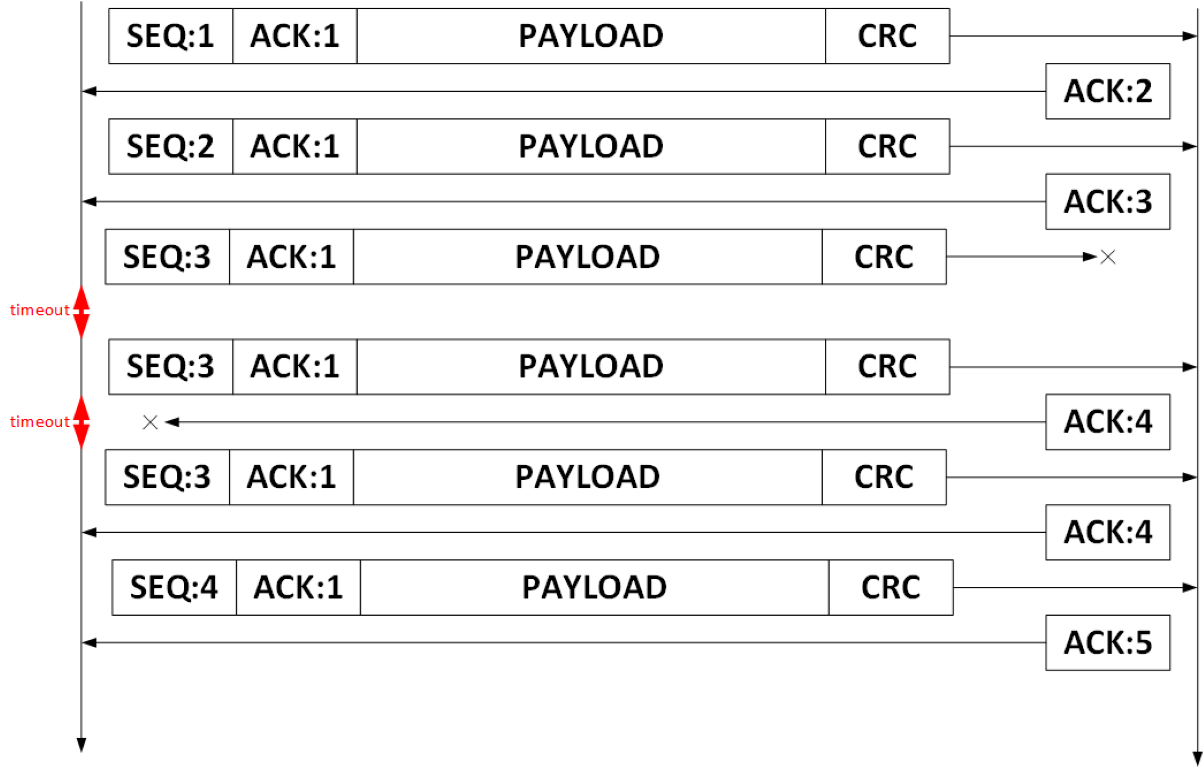 SEQ:1 ACK:1 PAYLOAD CRC
ACK:2
SEQ:2 ACK:1 PAYLOAD CRC
ACK:3
SEQ:3 ACK:1 PAYLOAD CRC
timeout
SEQ:3 ACK:1 PAYLOAD CRC
timeout
ACK:4
SEQ:3 ACK:1 PAYLOAD CRC
ACK:4
SEQ:4 ACK:1 PAYLOAD CRC
ACK:5